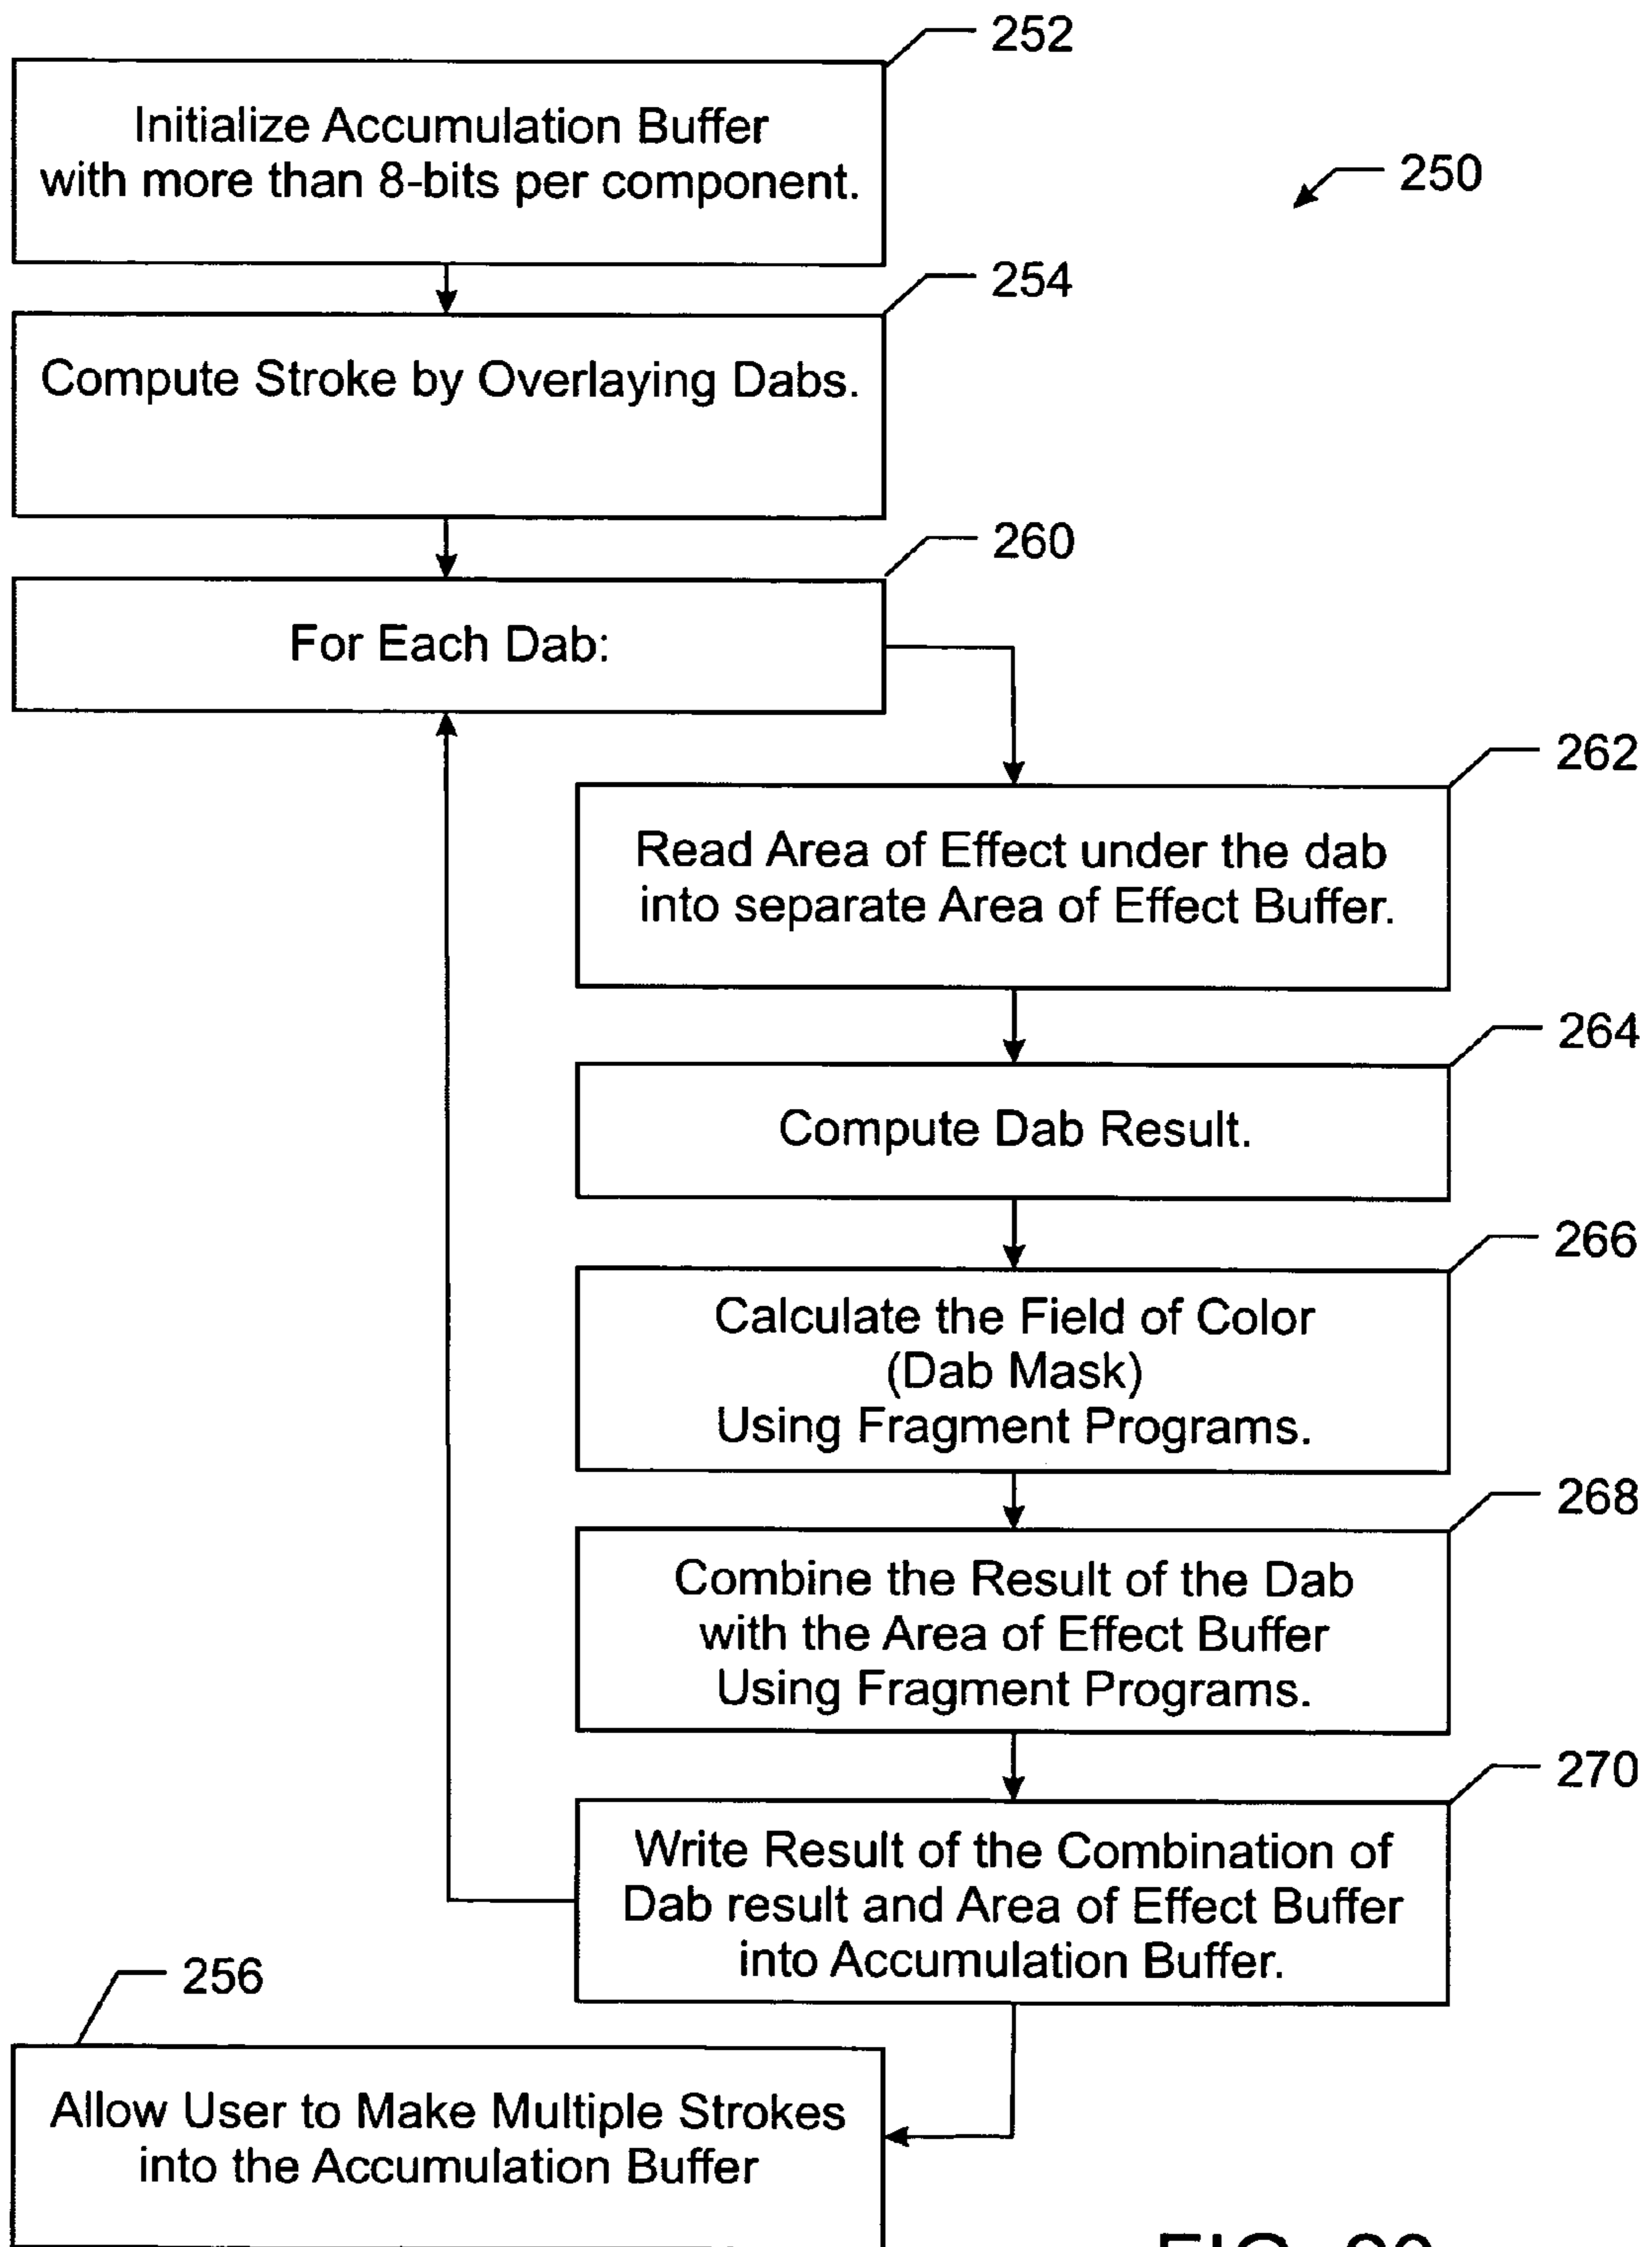 252
Initialize Accumulation Buffer
with more than 8-bits per component.
250
254
Compute Stroke by Overlaying Dabs.
260
For Each Dab:
262
Read Area of Effect under the dab
into separate Area of Effect Buffer.
264
Compute Dab Result.
266
Calculate the Field of Color
(Dab Mask)
Using Fragment Programs.
268
Combine the Result of the Dab
with the Area of Effect Buffer
Using Fragment Programs.
270
Write Result of the Combination of
Dab result and Area of Effect Buffer
into Accumulation Buffer.
256
Allow User to Make Multiple Strokes
into the Accumulation Buffer
FIG.